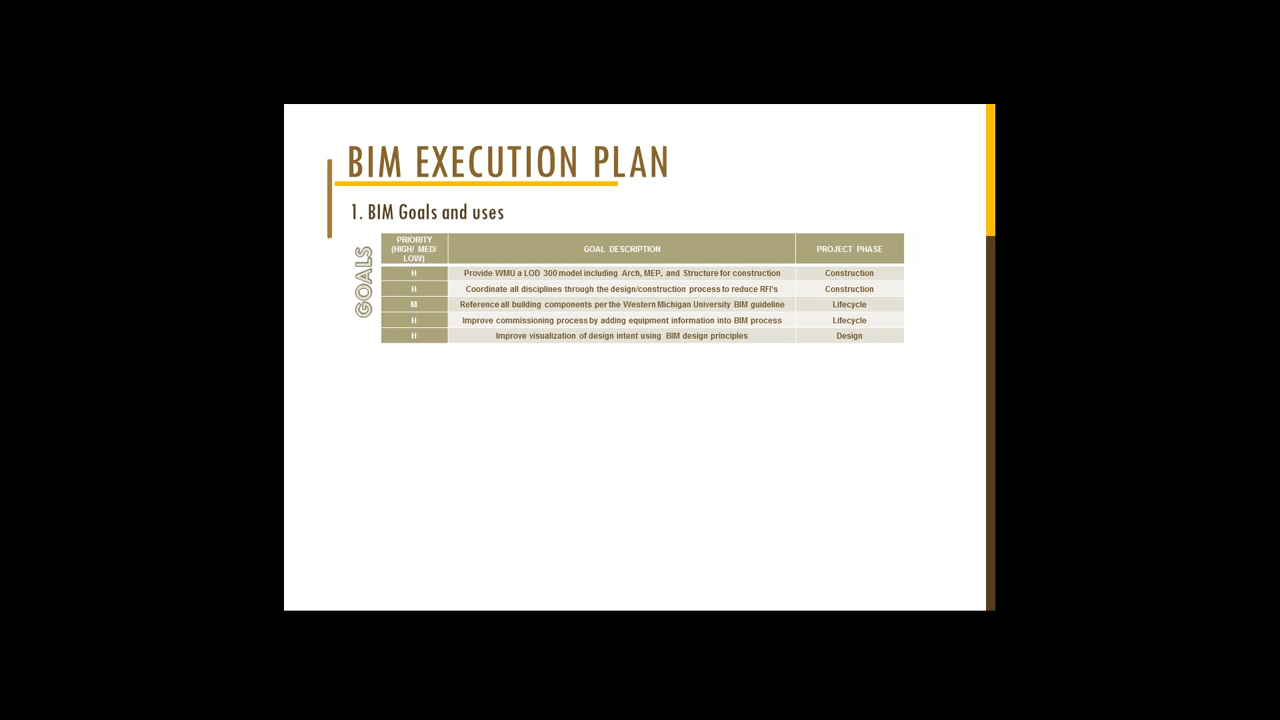 BIM EXECUTION PLAN
1. BIM Goals and uses
GOALS
PRIORITY (HIGH/ MED/ LOW) GOAL DESCRIPTION PROJECT PHASE
H Provide WMU a LOD 300 model including Arch, MEP, and Structure for construction Construction
H Coordinate all disciplines through the design/construction process to reduce RFI's Construction
M Reference all building components per the Western Michigan University BIM guideline Lifecycle
H Improve commissioning process by adding equipment information into BIM process Lifecycle
H Improve visualization of design intent using BIM design principles Design